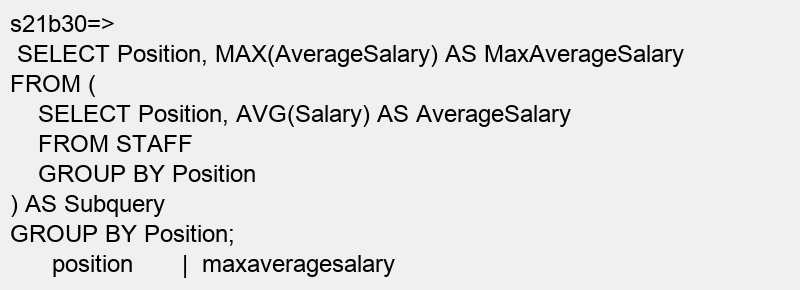 s21b30=>
SELECT Position, MAX(AverageSalary) AS MaxAverageSalary
FROM (
SELECT Position, AVG(Salary) AS AverageSalary
FROM STAFF
GROUP BY Position
) AS Subquery
GROUP BY Position;
position | maxaveragesalary